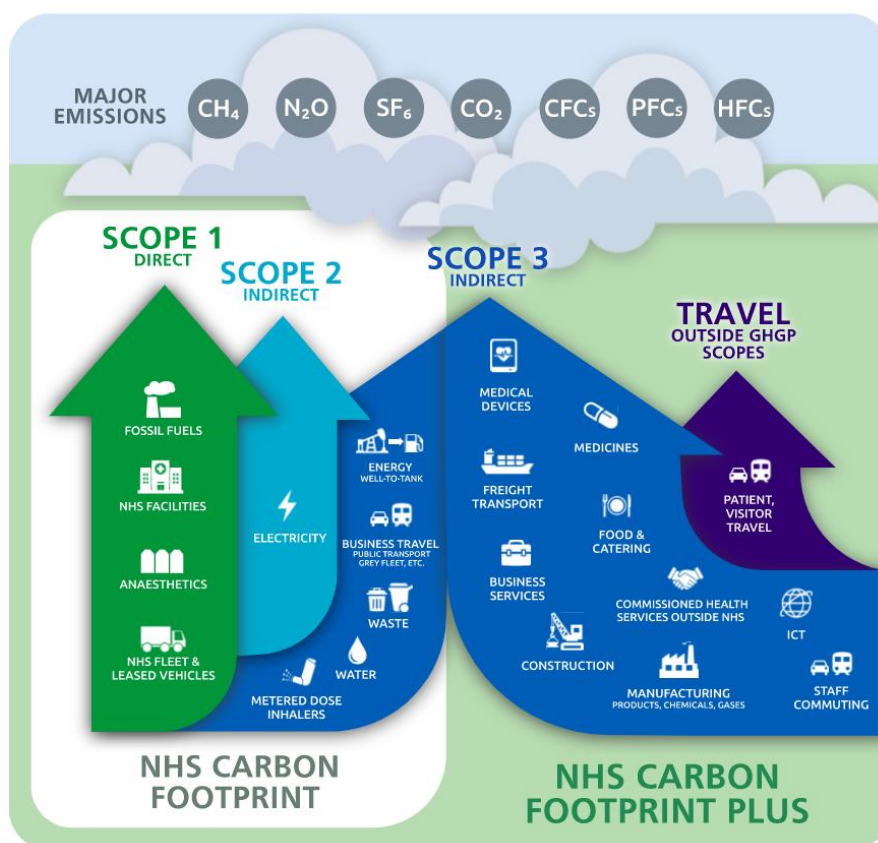 MAJOR
EMISSIONS
CH₄
N₂O
SF₆
CO₂
CFCs
PFCs
HFCs
SCOPE 1
DIRECT
SCOPE 2
INDIRECT
SCOPE 3
INDIRECT
TRAVEL
OUTSIDE GHGP
SCOPES
FOSSIL FUELS
NHS FACILITIES
ANAESTHETICS
NHS FLEET &
LEASED VEHICLES
ELECTRICITY
ENERGY
WELL-TO-TANK
BUSINESS TRAVEL
PUBLIC TRANSPORT
GREY FLEET, ETC.
WASTE
WATER
METERED DOSE
INHALERS
MEDICAL
DEVICES
MEDICINES
FREIGHT
TRANSPORT
FOOD &
CATERING
BUSINESS
SERVICES
COMMISSIONED HEALTH
SERVICES OUTSIDE NHS
CONSTRUCTION
MANUFACTURING
PRODUCTS, CHEMICALS, GASES
PATIENT,
VISITOR
TRAVEL
ICT
STAFF
COMMUTING
NHS CARBON
FOOTPRINT
NHS CARBON
FOOTPRINT PLUS